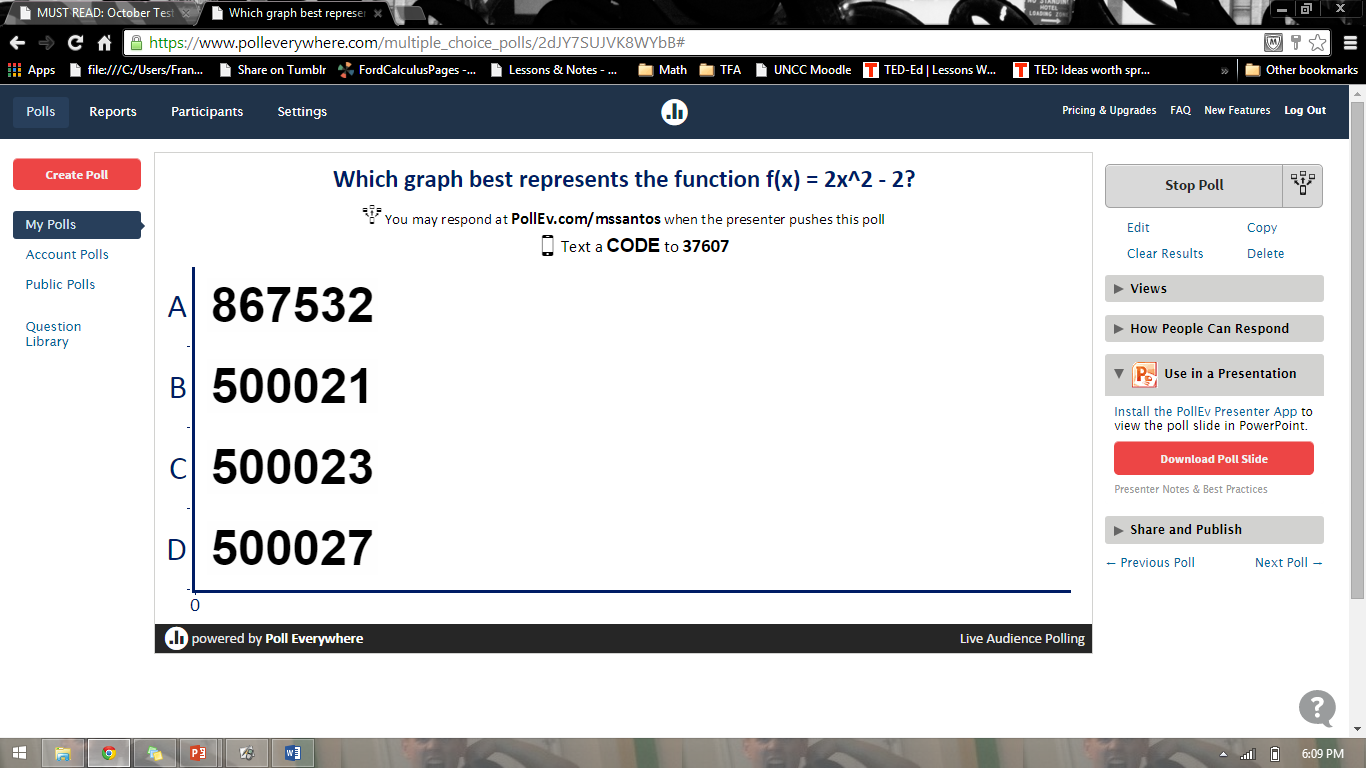 MUST READ: October Test
Which graph best represe
https://www.polleverywhere.com/multiple_choice_polls/2dJY7SUJVK8WYbB#
Apps
file:///C:/Users/Fran...
Share on Tumblr
FordCalculusPages -...
Lessons & Notes - ...
Math
TFA
UNCC Moodle
TED-Ed | Lessons W...
TED: Ideas worth spr...
»
Other bookmarks
Polls
Reports
Participants
Settings
Pricing & Upgrades
FAQ
New Features
Log Out
Create Poll
My Polls
Account Polls
Public Polls
Question
Library
Which graph best represents the function f(x) = 2x^2 - 2?
You may respond at PollEv.com/mssantos when the presenter pushes this poll
Text a CODE to 37607
A 867532
B 500021
C 500023
D 500027
0
powered by Poll Everywhere
Live Audience Polling
Stop Poll
Edit
Copy
Clear Results
Delete
Views
How People Can Respond
Use in a Presentation
Install the PollEv Presenter App to
view the poll slide in PowerPoint.
Download Poll Slide
Presenter Notes & Best Practices
Share and Publish
← Previous Poll
Next Poll →
?
6:09 PM